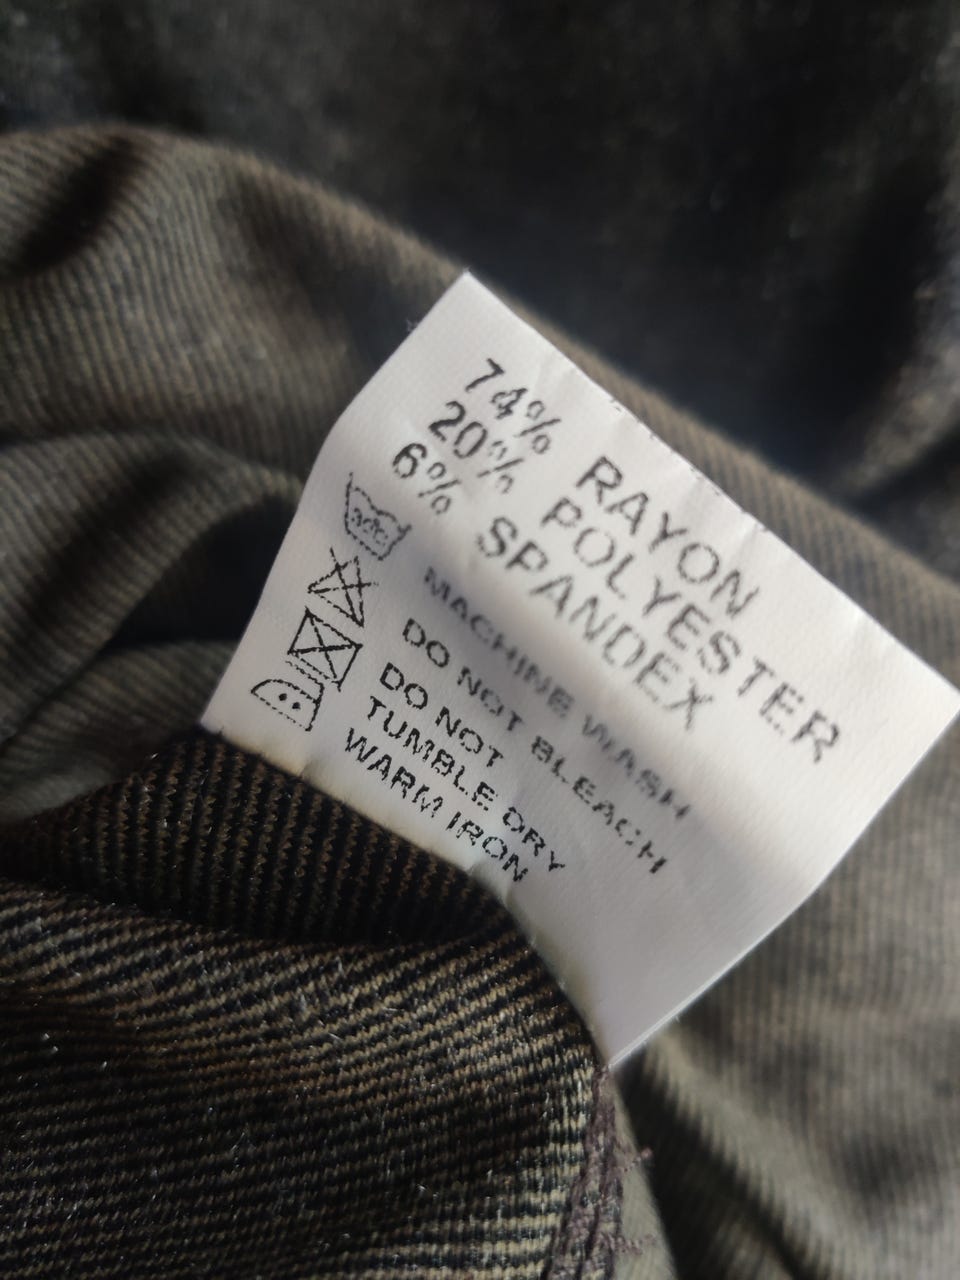 74% RAYON
20% POLYESTER
6% SPANDEX
MACHINE WASH
DO NOT BLEACH
DO NOT
TUMBLE DRY
WARM IRON